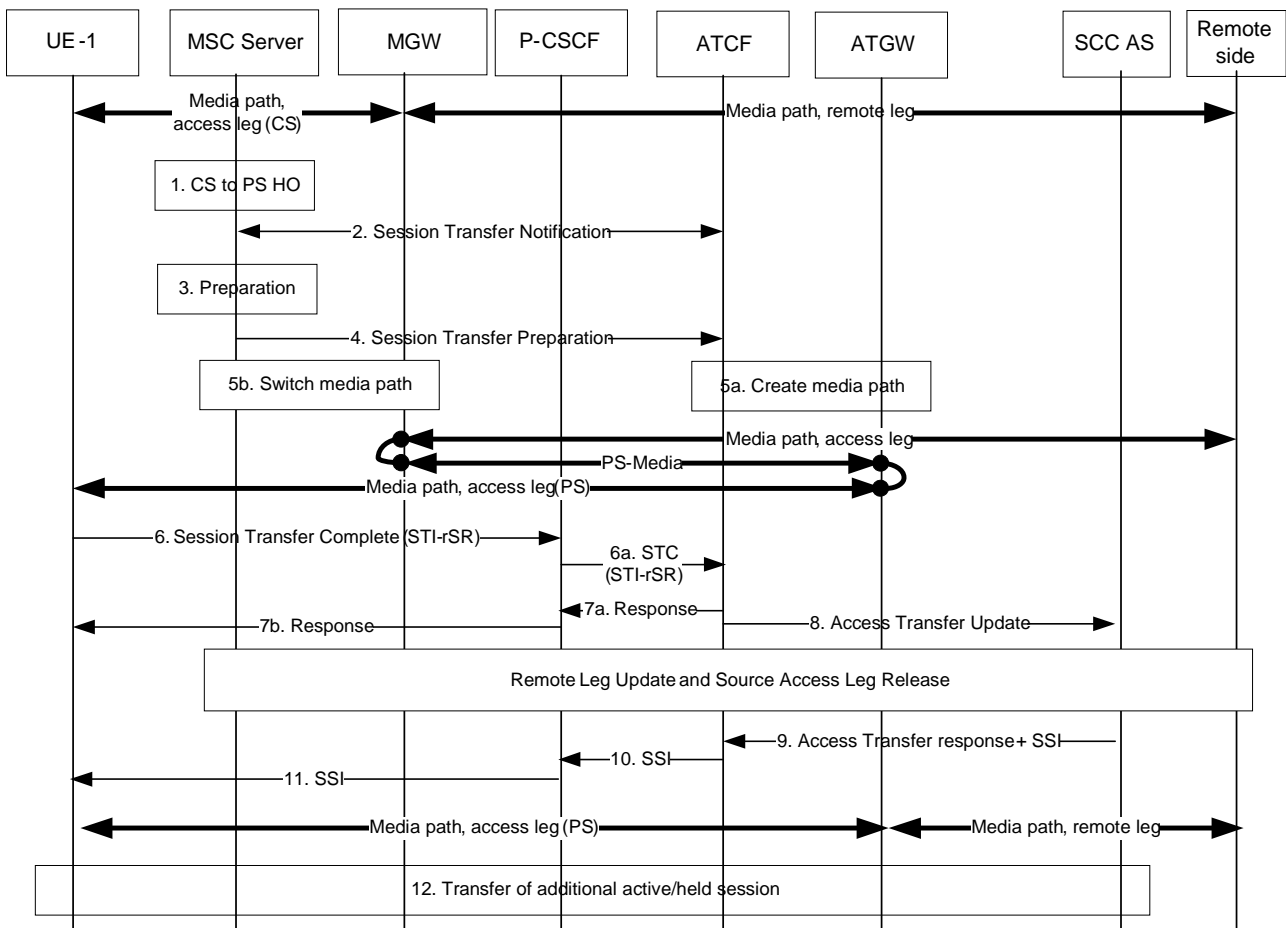 UE-1
MSC Server
MGW
P-CSCF
ATCF
ATGW
SCC AS
Remote
side
Media path,
access leg (CS)
Media path, remote leg
1. CS to PS HO
2. Session Transfer Notification
3. Preparation
4. Session Transfer Preparation
5b. Switch media path
5a. Create media path
Media path, access leg
PS-Media
Media path, access leg(PS)
6. Session Transfer Complete (STI-rSR)
6a. STC
(STI-rSR)
7a. Response
7b. Response
8. Access Transfer Update
Remote Leg Update and Source Access Leg Release
9. Access Transfer response + SSI
10. SSI
11. SSI
Media path, access leg (PS)
Media path, remote leg
12. Transfer of additional active/held session